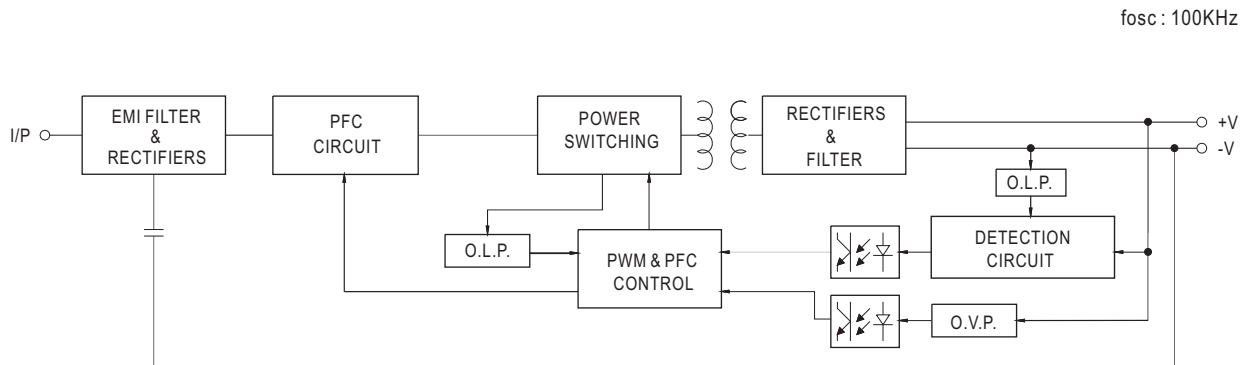 fosc : 100KHz
I/P
EMI FILTER
&
RECTIFIERS
PFC
CIRCUIT
POWER
SWITCHING
RECTIFIERS
&
FILTER
+V
-V
O.L.P.
O.L.P.
PWM & PFC
CONTROL
DETECTION
CIRCUIT
O.V.P.